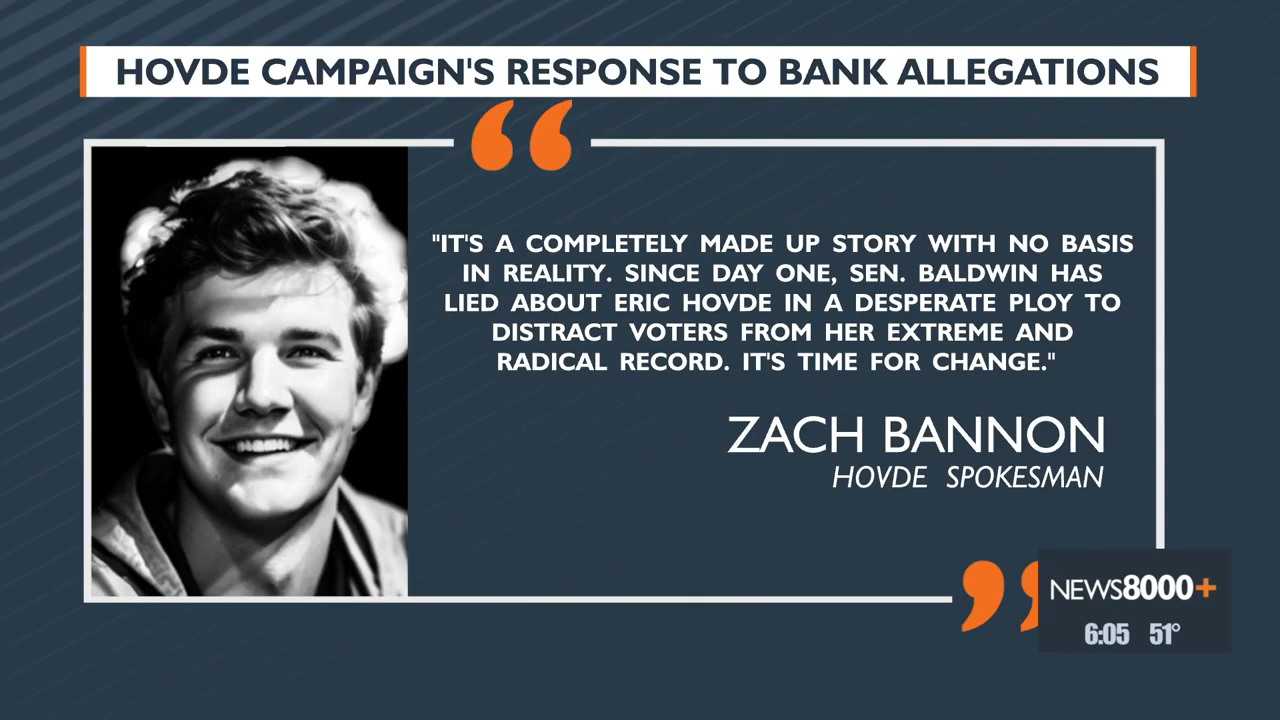 HOVDE CAMPAIGN'S RESPONSE TO BANK ALLEGATIONS
"IT'S A COMPLETELY MADE UP STORY WITH NO BASIS
IN REALITY. SINCE DAY ONE, SEN. BALDWIN HAS
LIED ABOUT ERIC HOVDE IN A DESPERATE PLOY TO
DISTRACT VOTERS FROM HER EXTREME AND
RADICAL RECORD. IT'S TIME FOR CHANGE."
ZACH BANNON
HOVDE SPOKESMAN
NEWS8000+
6:05 51°